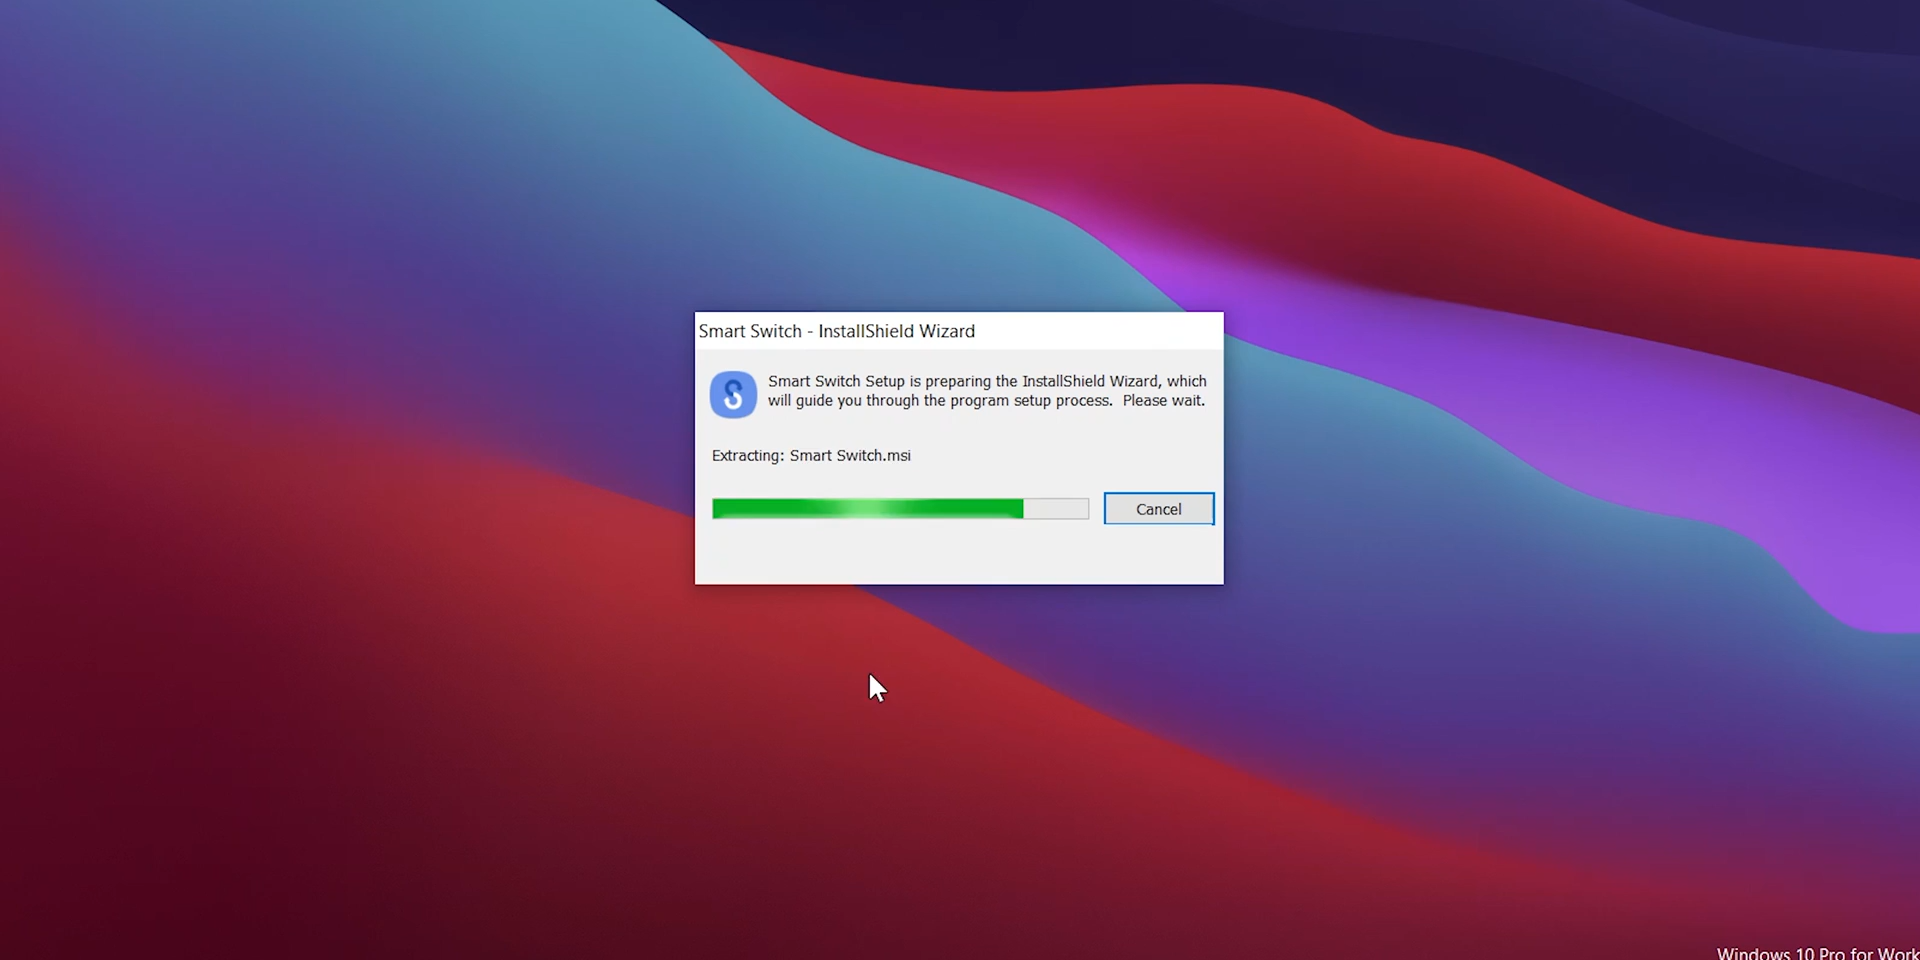 Smart Switch - InstallShield Wizard
Smart Switch Setup is preparing the InstallShield Wizard, which
will guide you through the program setup process.  Please wait.
Extracting: Smart Switch.msi
Cancel
Windows 10 Pro for Work